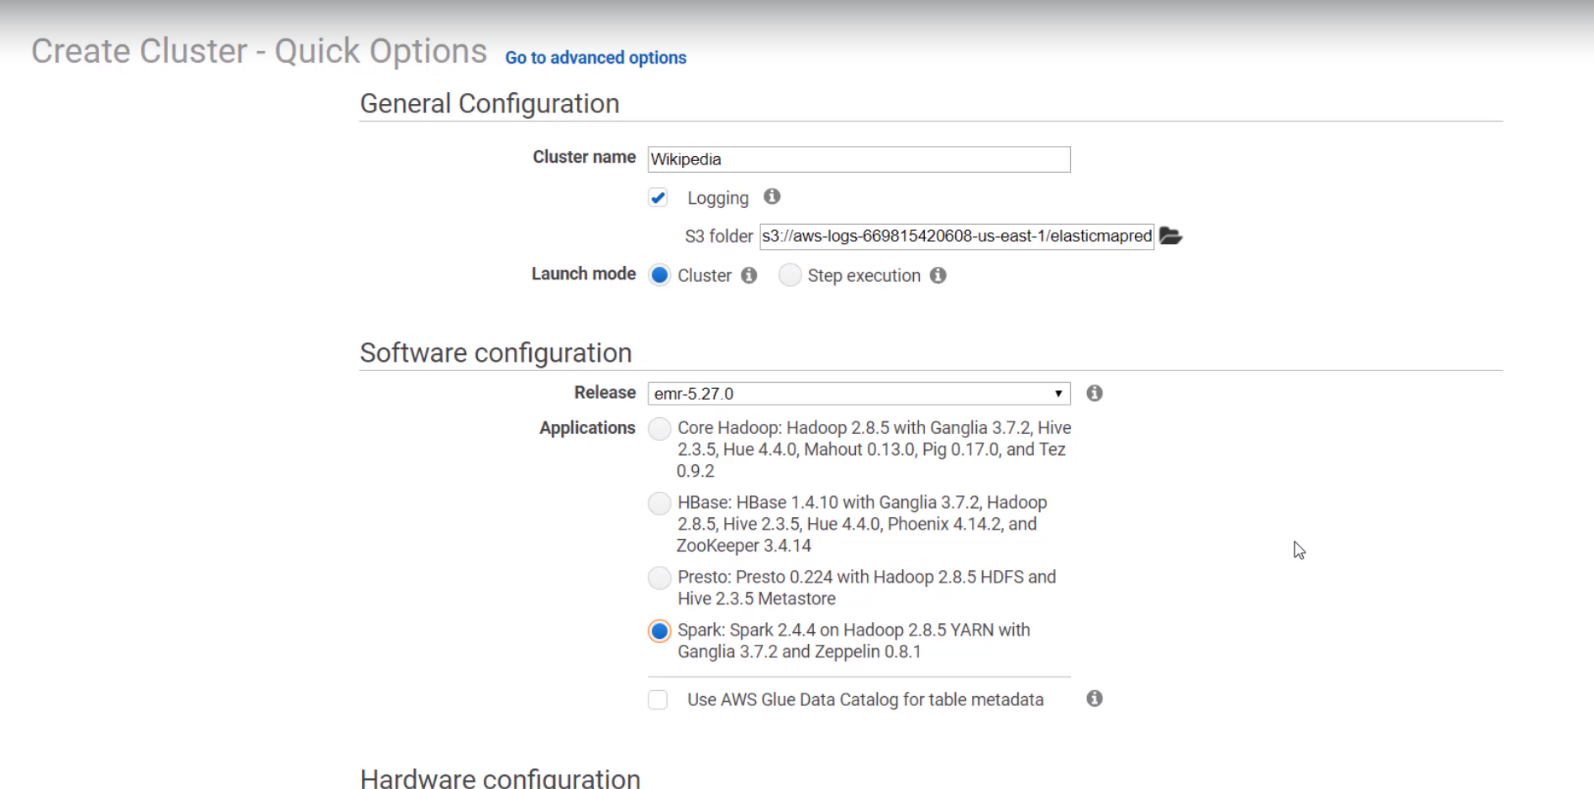 Create Cluster - Quick Options Go to advanced options
General Configuration
Cluster name Wikipedia
Logging
S3 folder s3://aws-logs-669815420608-us-east-1/elasticmapred
Launch mode Cluster Step execution
Software configuration
Release emr-5.27.0
Applications Core Hadoop: Hadoop 2.8.5 with Ganglia 3.7.2, Hive
2.3.5, Hue 4.4.0, Mahout 0.13.0, Pig 0.17.0, and Tez
0.9.2
HBase: HBase 1.4.10 with Ganglia 3.7.2, Hadoop
2.8.5, Hive 2.3.5, Hue 4.4.0, Phoenix 4.14.2, and
ZooKeeper 3.4.14
Presto: Presto 0.224 with Hadoop 2.8.5 HDFS and
Hive 2.3.5 Metastore
Spark: Spark 2.4.4 on Hadoop 2.8.5 YARN with
Ganglia 3.7.2 and Zeppelin 0.8.1
Use AWS Glue Data Catalog for table metadata
Hardware configuration